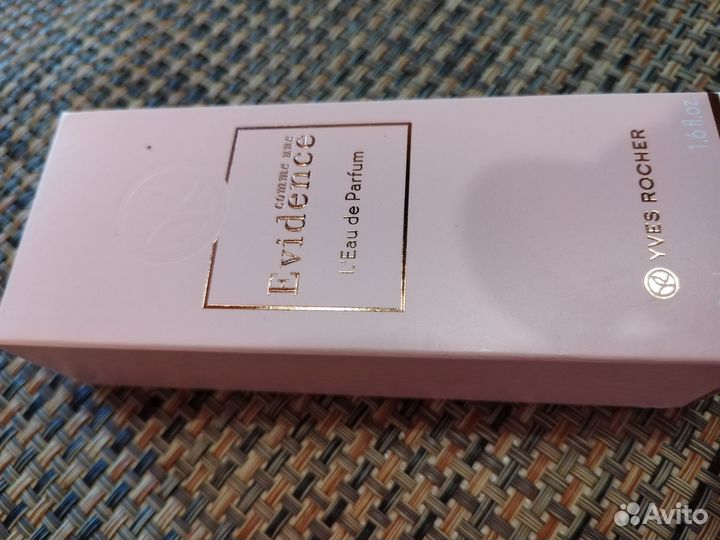 comme une
Evidence
L'Eau de Parfum
YVES ROCHER
1.6 fl.oz.
Avito